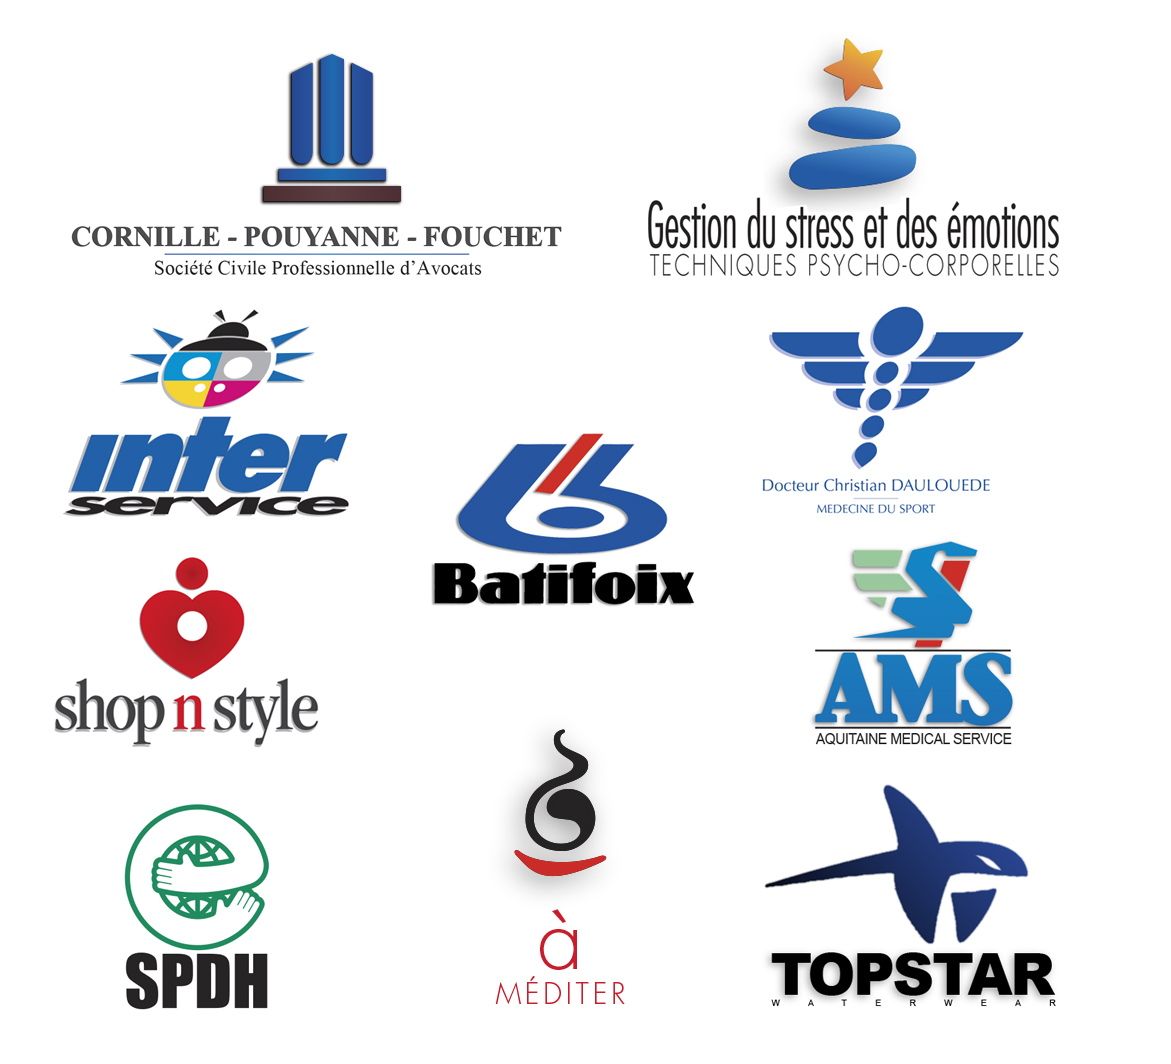 CORNILLE - POUYANNE - FOUCHET
Société Civile Professionnelle d’Avocats
Gestion du stress et des émotions
TECHNIQUES PSYCHO-CORPORELLES
inter
service
Docteur Christian DAULOUEDE
MEDECINE DU SPORT
Batifoix
shop n style
AMS
AQUITAINE MEDICAL SERVICE
SPDH
à
MÉDITER
TOPSTAR
WATERWEAR